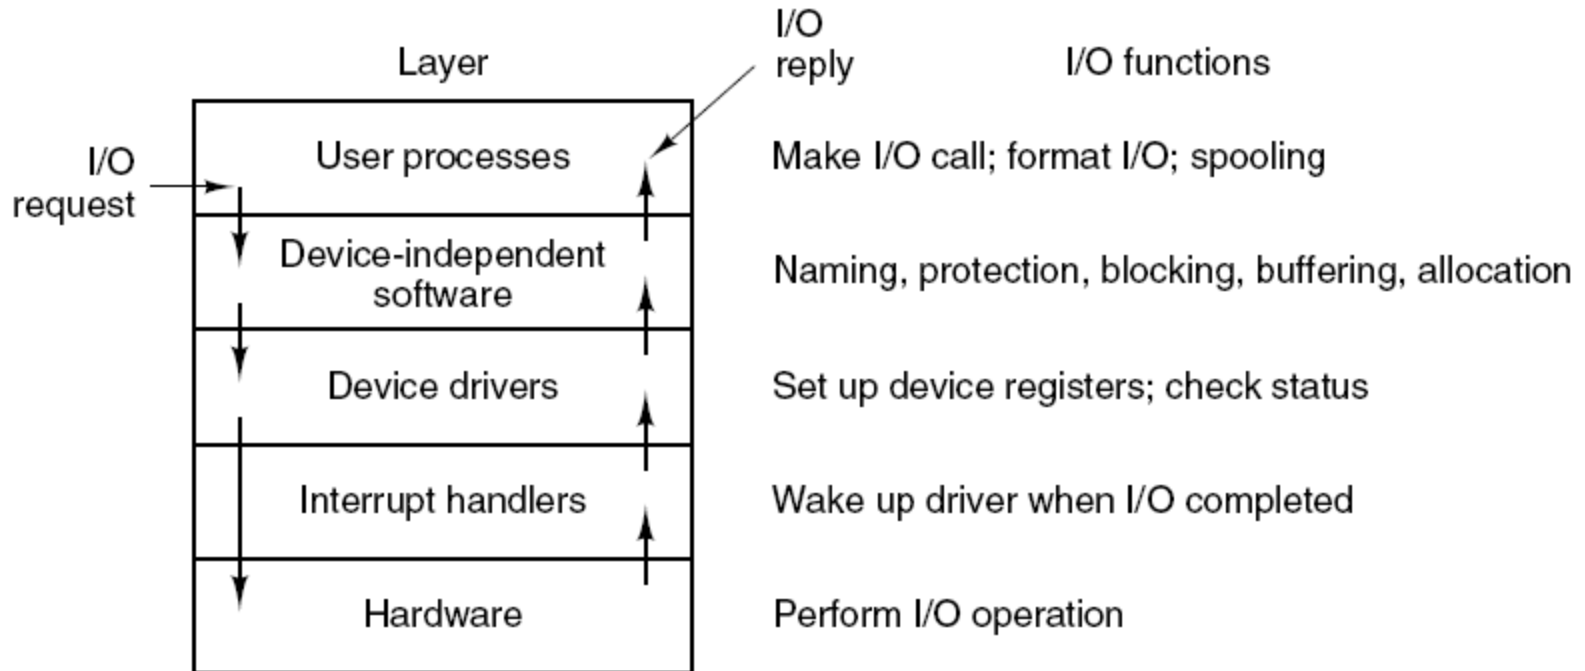 Layer
I/O
reply
I/O functions
I/O
request
User processes
Make I/O call; format I/O; spooling
Device-independent
software
Naming, protection, blocking, buffering, allocation
Device drivers
Set up device registers; check status
Interrupt handlers
Wake up driver when I/O completed
Hardware
Perform I/O operation